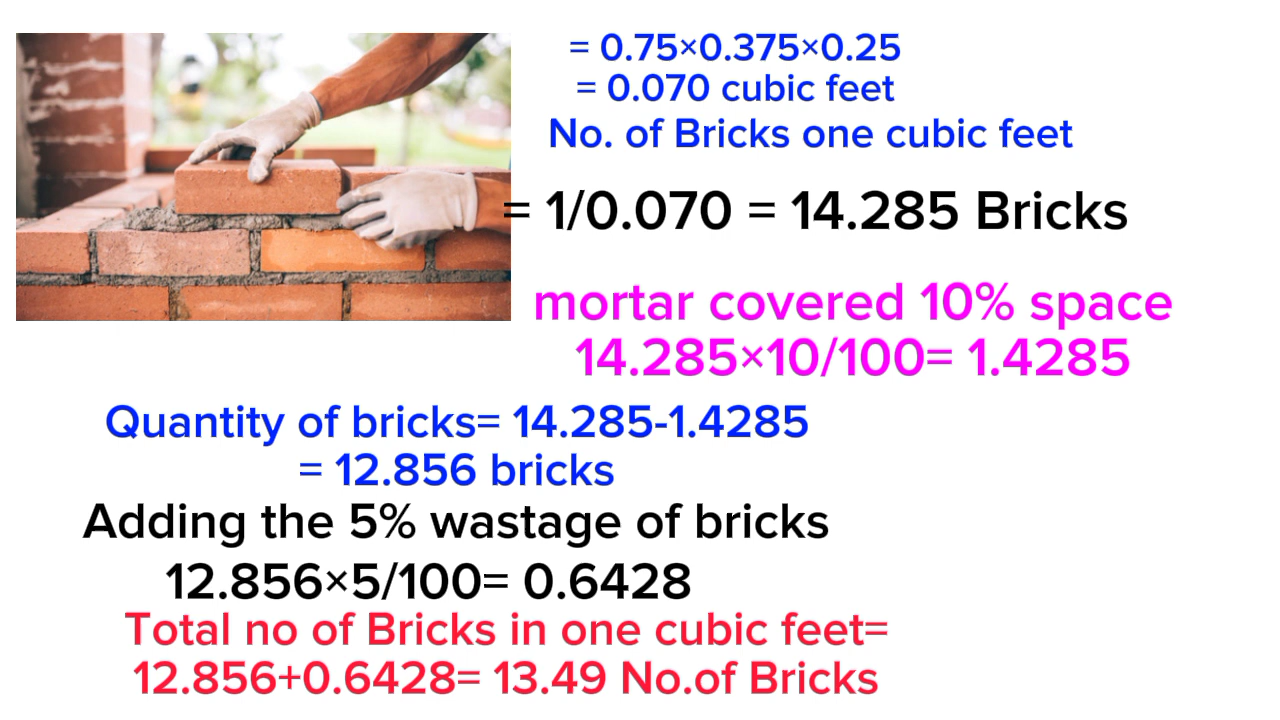 = 0.75×0.375×0.25
= 0.070 cubic feet
No. of Bricks one cubic feet
= 1/0.070 = 14.285 Bricks
mortar covered 10% space
14.285×10/100= 1.4285
Quantity of bricks= 14.285-1.4285
= 12.856 bricks
Adding the 5% wastage of bricks
12.856×5/100= 0.6428
Total no of Bricks in one cubic feet=
12.856+0.6428= 13.49 No.of Bricks